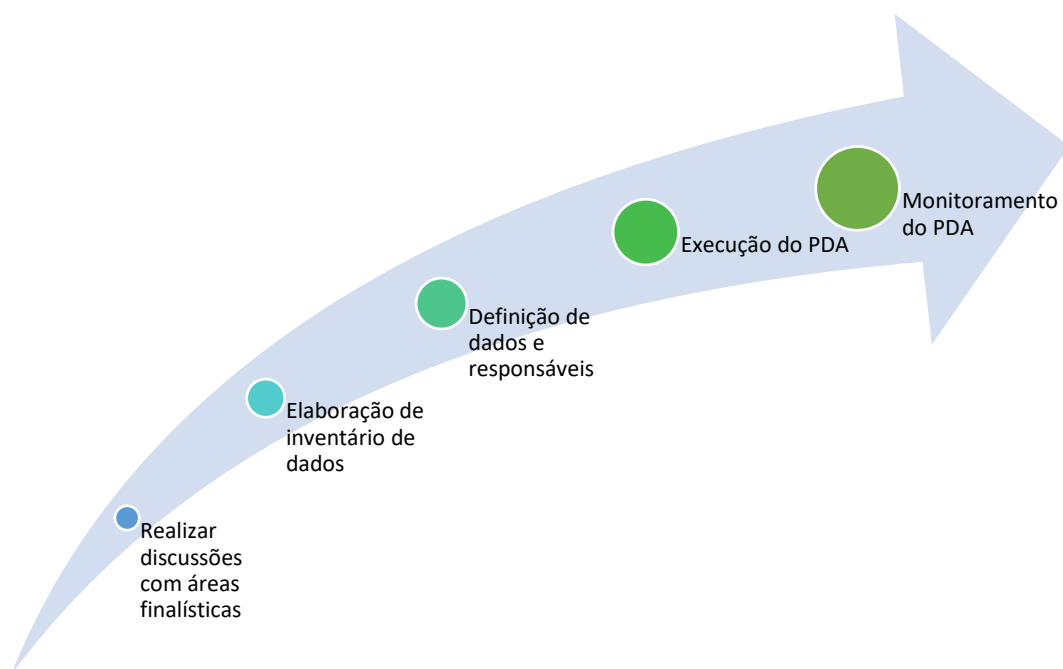 Realizar
discussões
com áreas
finalísticas
Elaboração de
inventário de
dados
Definição de
dados e
responsáveis
Execução do PDA
Monitoramento
do PDA